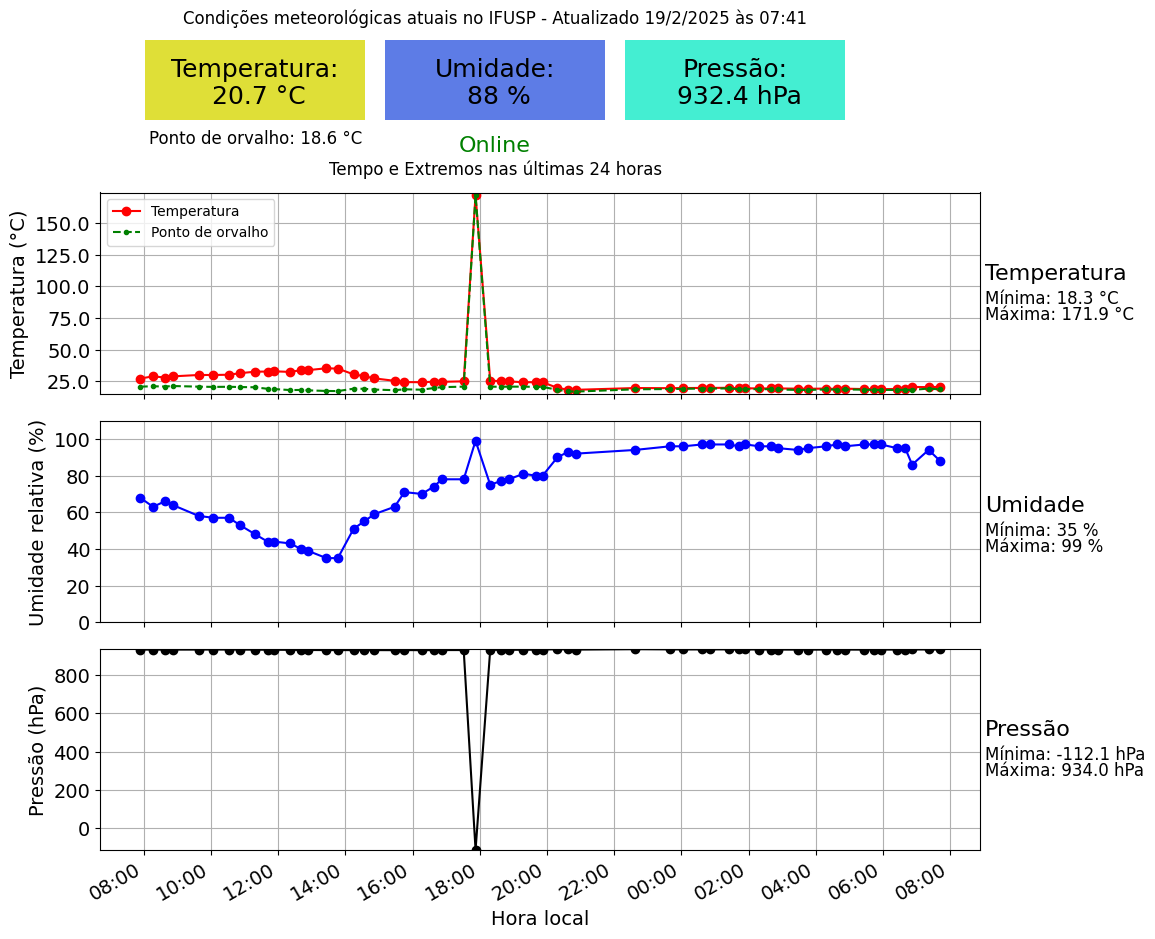 Condições meteorológicas atuais no IFUSP - Atualizado 19/2/2025 às 07:41
Temperatura:
20.7 °C
Umidade:
88 %
Pressão:
932.4 hPa
Ponto de orvalho: 18.6 °C
Online
Tempo e Extremos nas últimas 24 horas
Temperatura (°C)
150.0
125.0
100.0
75.0
50.0
25.0
Temperatura
Ponto de orvalho
Temperatura
Mínima: 18.3 °C
Máxima: 171.9 °C
Umidade relativa (%)
100
80
60
40
20
0
Umidade
Mínima: 35 %
Máxima: 99 %
Pressão (hPa)
800
600
400
200
0
Pressão
Mínima: -112.1 hPa
Máxima: 934.0 hPa
08:00
10:00
12:00
14:00
16:00
18:00
20:00
22:00
00:00
02:00
04:00
06:00
08:00
Hora local